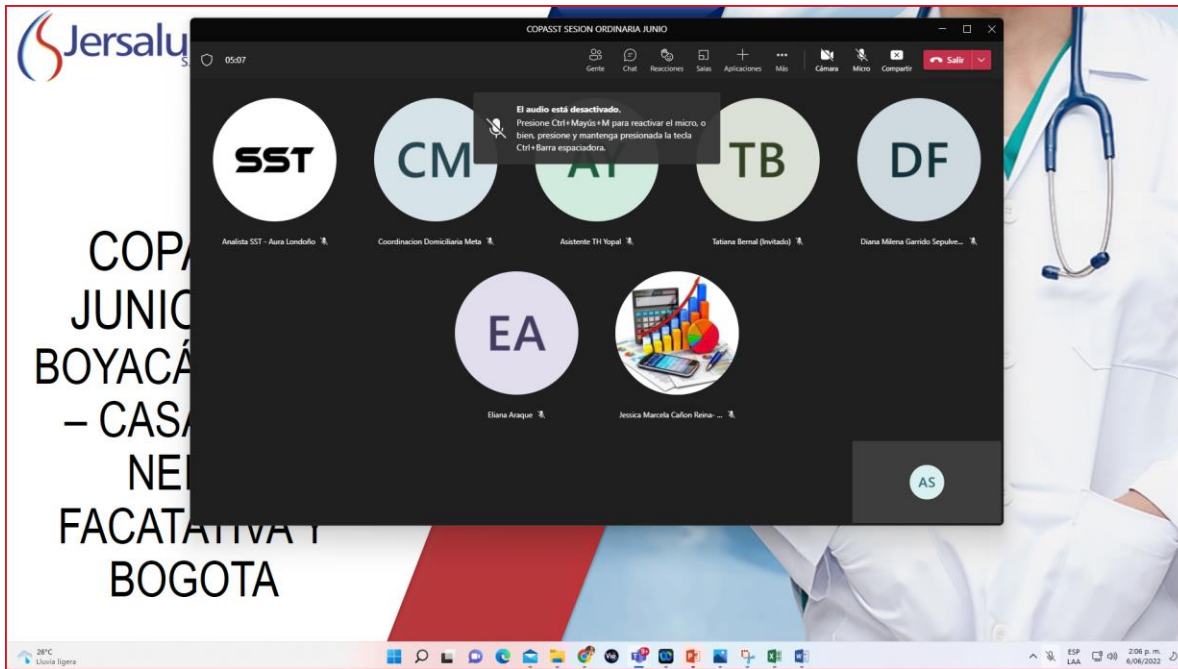 Jersalu
S.
COPASST SESION ORDINARIA JUNIO
05:07
Gente Chat Reacciones Salas Aplicaciones Más Cámara Micro Compartir Salir
El audio está desactivado.
Presione Ctrl+Mayús+M para reactivar el micro, o
bien, presione y mantenga presionada la tecla
Ctrl+Barra espaciadora.
SST CM AY TB DF
Analista SST - Aura Londoño Coordinacion Domiciliaria Meta Asistente TH Yopal Tatiana Bernal (Invitado) Diana Milena Garrido Sepulve...
EA
Eliana Araque Jessica Marcela Cañon Reina- ...
AS
COPA
JUNIO
BOYACÁ
– CASA
NEI
FACATATIVA Y
BOGOTA
26°C
Lluvia ligera
ESP
LAA
2:06 p. m.
6/06/2022